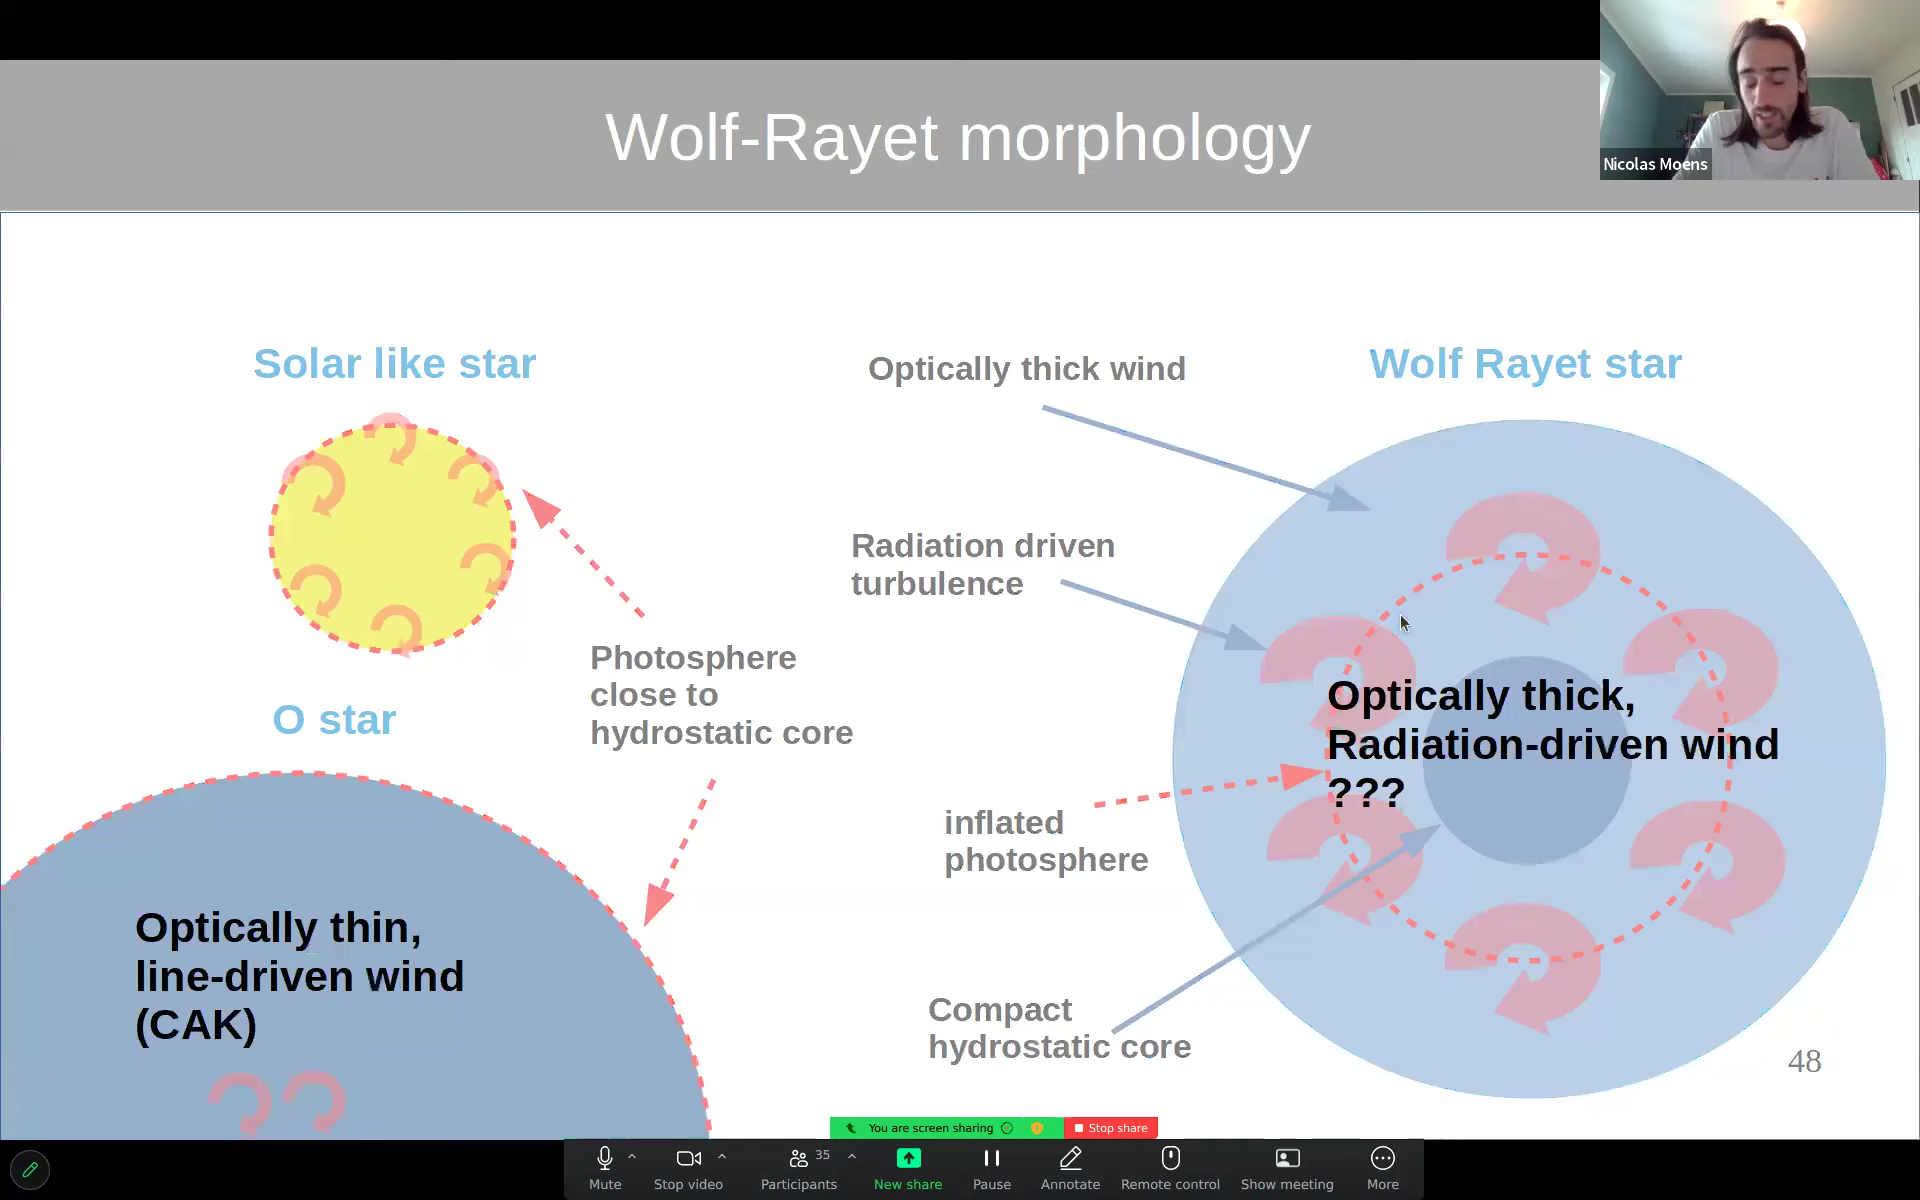 Wolf-Rayet morphology
Nicolas Moens
Solar like star
Optically thick wind
Wolf Rayet star
Radiation driven
turbulence
Photosphere
close to
hydrostatic core
O star
Optically thick,
Radiation-driven wind
???
inflated
photosphere
Optically thin,
line-driven wind
(CAK)
Compact
hydrostatic core
48
You are screen sharing
Stop share
Mute
Stop video
Participants
35
New share
Pause
Annotate
Remote control
Show meeting
More